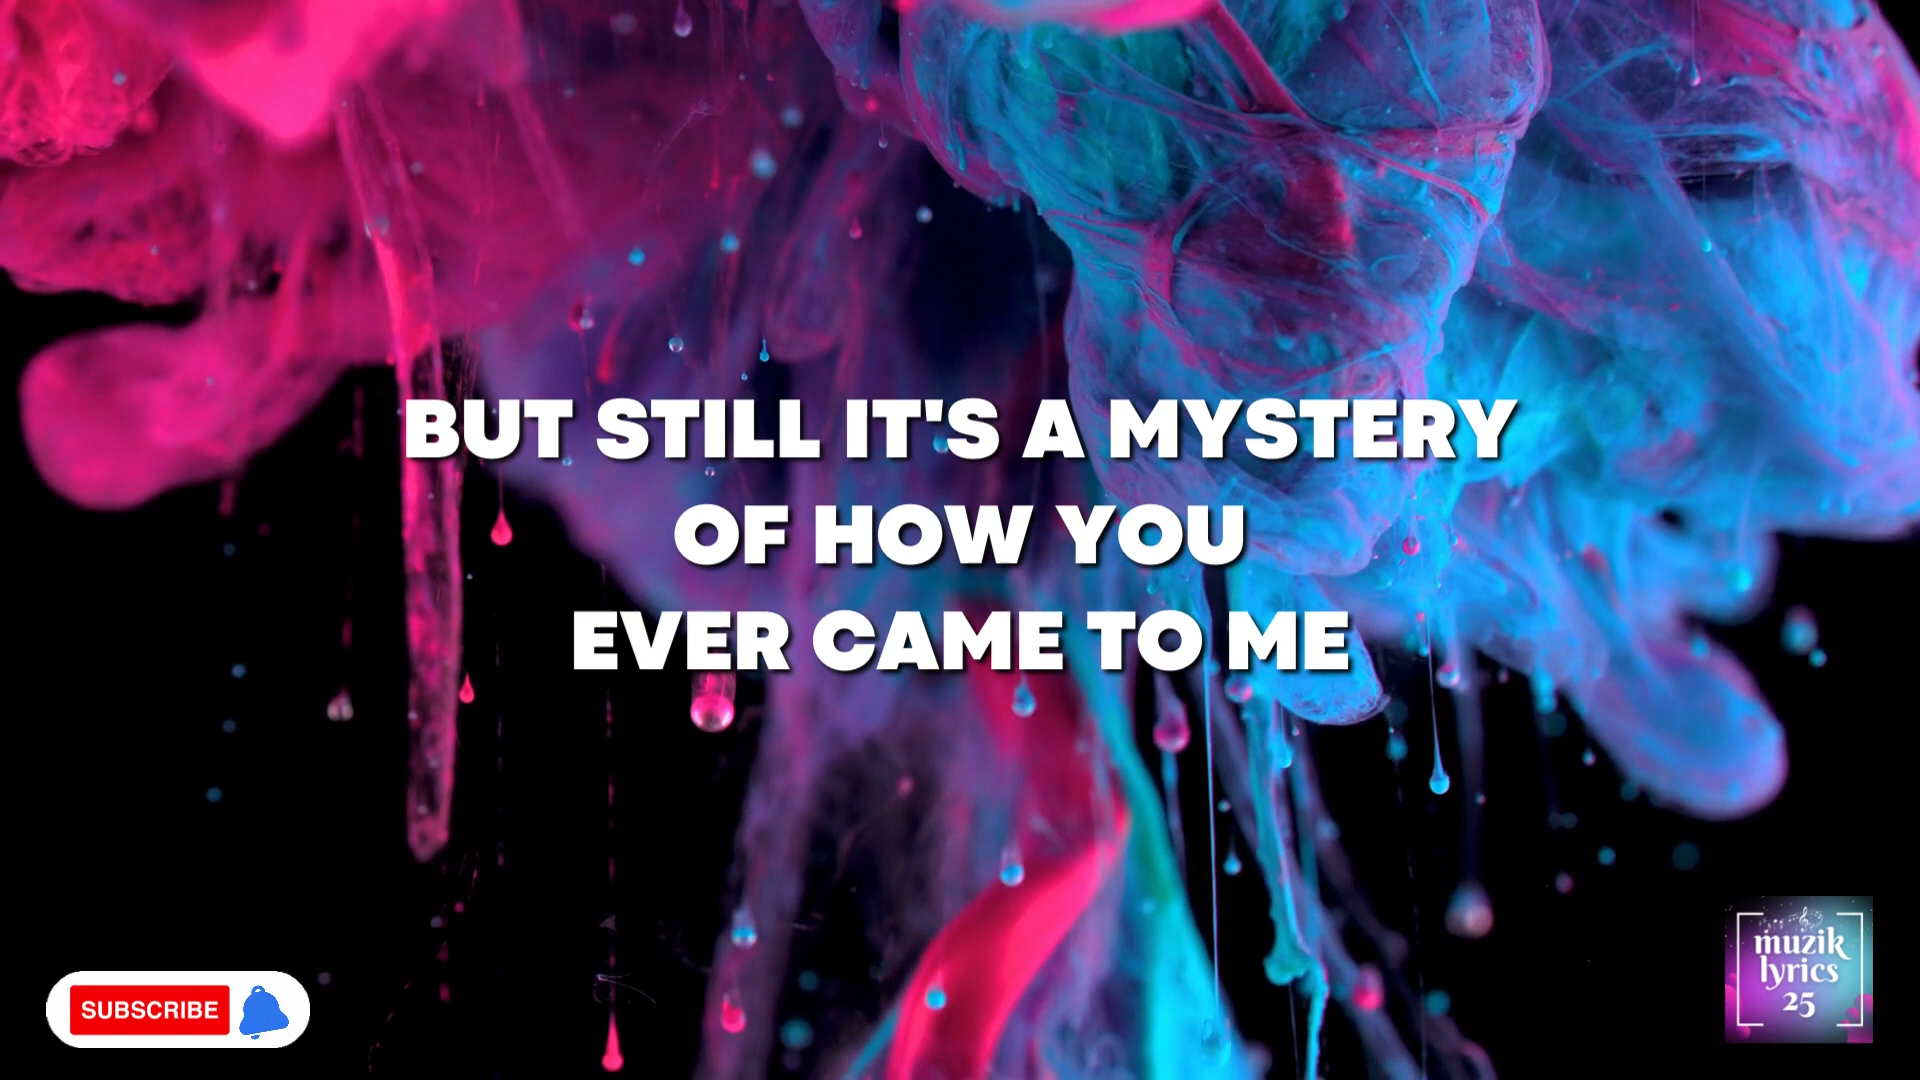 BUT STILL IT'S A MYSTERY
OF HOW YOU
EVER CAME TO ME
SUBSCRIBE
muzik
lyrics
25